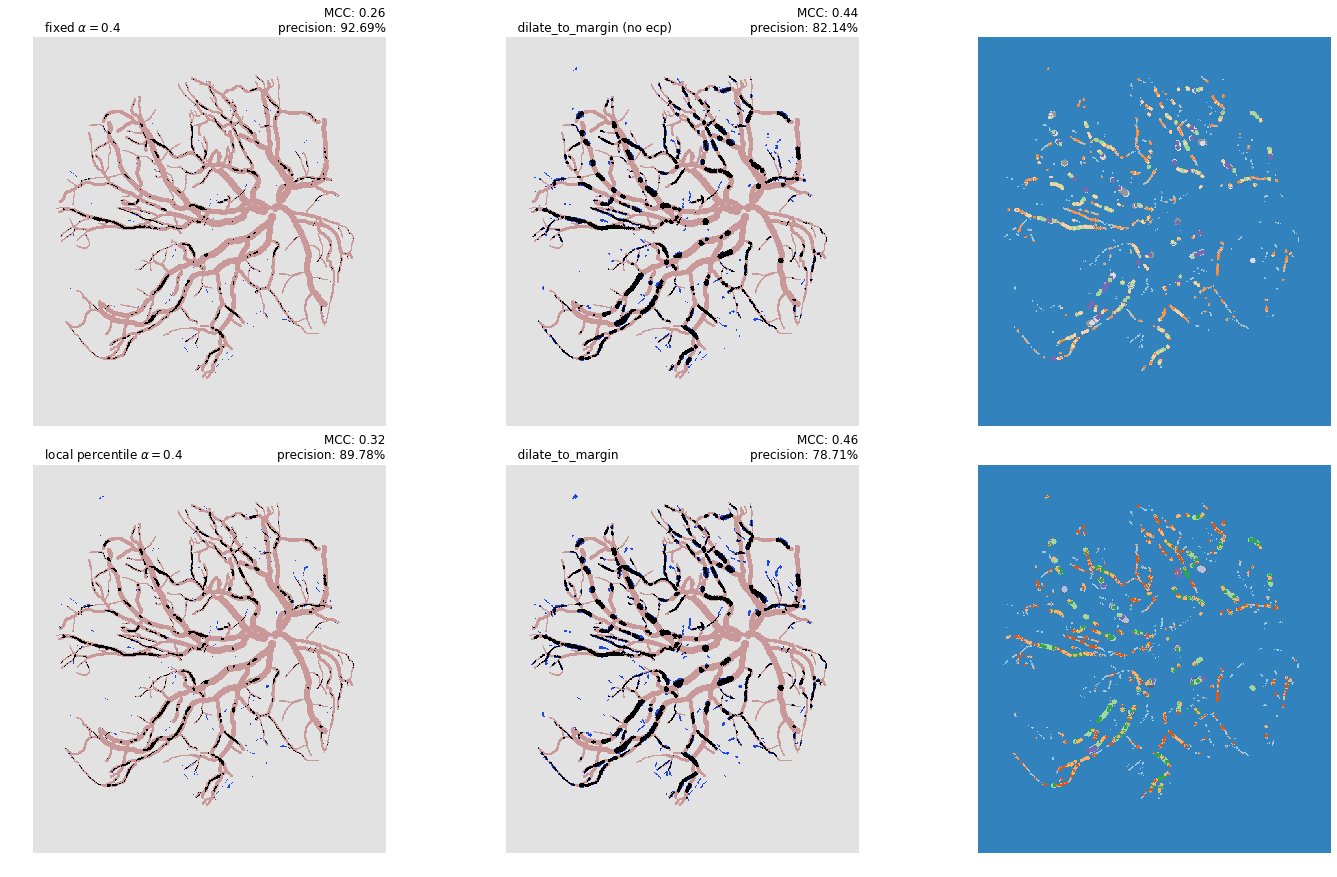 MCC: 0.26
fixed α = 0.4 precision: 92.69%
MCC: 0.44
dilate_to_margin (no ecp) precision: 82.14%
MCC: 0.32
local percentile α = 0.4 precision: 89.78%
MCC: 0.46
dilate_to_margin precision: 78.71%